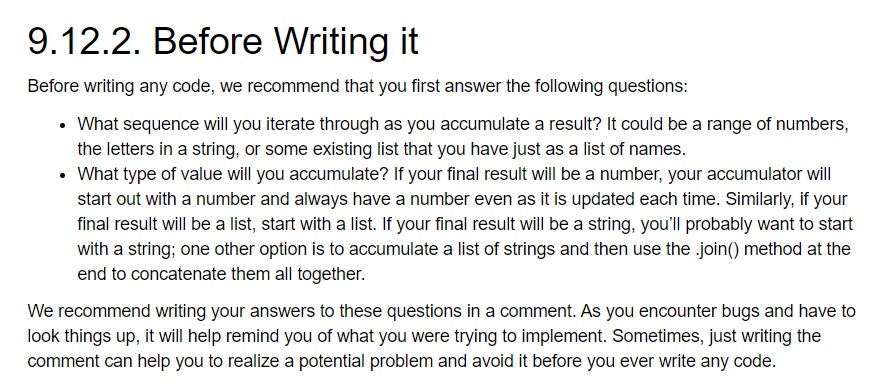 9.12.2. Before Writing it
Before writing any code, we recommend that you first answer the following questions:
• What sequence will you iterate through as you accumulate a result? It could be a range of numbers,
the letters in a string, or some existing list that you have just as a list of names.
• What type of value will you accumulate? If your final result will be a number, your accumulator will
start out with a number and always have a number even as it is updated each time. Similarly, if your
final result will be a list, start with a list. If your final result will be a string, you’ll probably want to start
with a string; one other option is to accumulate a list of strings and then use the .join() method at the
end to concatenate them all together.
We recommend writing your answers to these questions in a comment. As you encounter bugs and have to
look things up, it will help remind you of what you were trying to implement. Sometimes, just writing the
comment can help you to realize a potential problem and avoid it before you ever write any code.